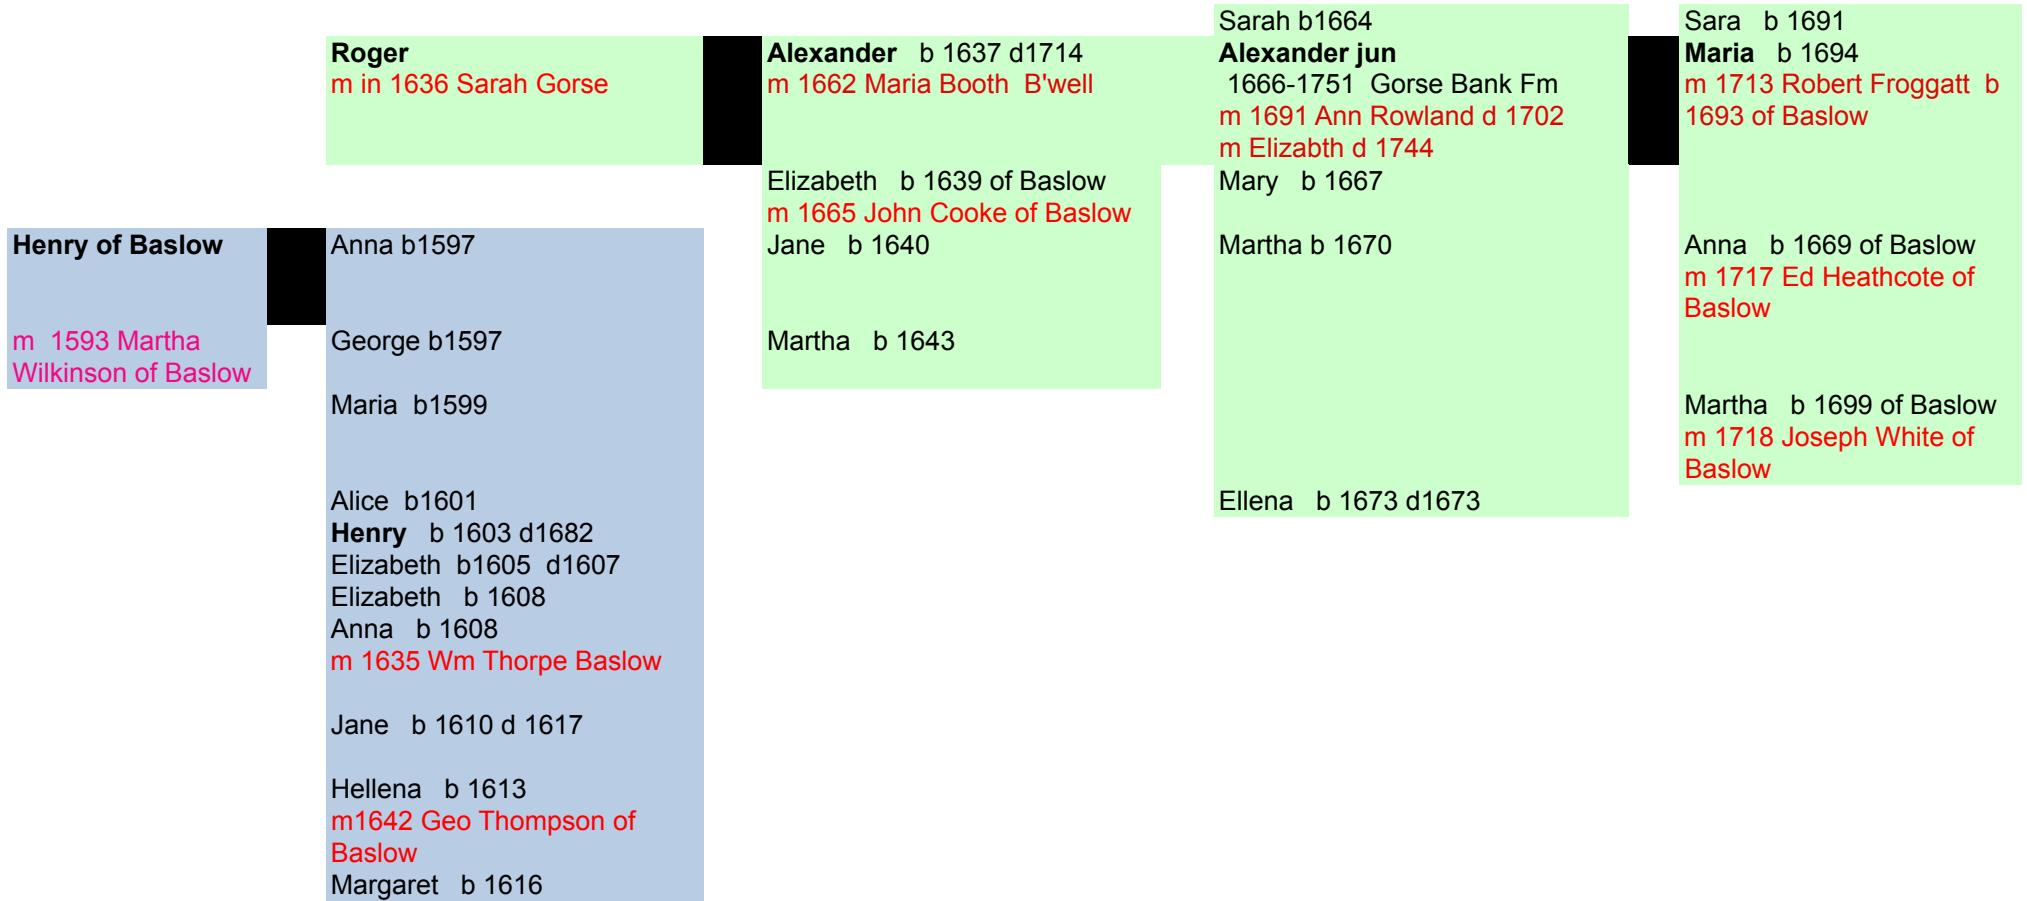 Roger
m in 1636 Sarah Gorse
Alexander b 1637 d1714
m 1662 Maria Booth B'well
Elizabeth b 1639 of Baslow
m 1665 John Cooke of Baslow
Jane b 1640
Martha b 1643
Sarah b1664
Alexander jun
1666-1751 Gorse Bank Fm
m 1691 Ann Rowland d 1702
m Elizabth d 1744
Mary b 1667
Martha b 1670
Ellena b 1673 d1673
Sara b 1691
Maria b 1694
m 1713 Robert Froggatt b
1693 of Baslow
Anna b 1669 of Baslow
m 1717 Ed Heathcote of
Baslow
Martha b 1699 of Baslow
m 1718 Joseph White of
Baslow
Henry of Baslow
m 1593 Martha
Wilkinson of Baslow
Anna b1597
George b1597
Maria b1599
Alice b1601
Henry b 1603 d1682
Elizabeth b1605 d1607
Elizabeth b 1608
Anna b 1608
m 1635 Wm Thorpe Baslow
Jane b 1610 d 1617
Hellena b 1613
m1642 Geo Thompson of
Baslow
Margaret b 1616